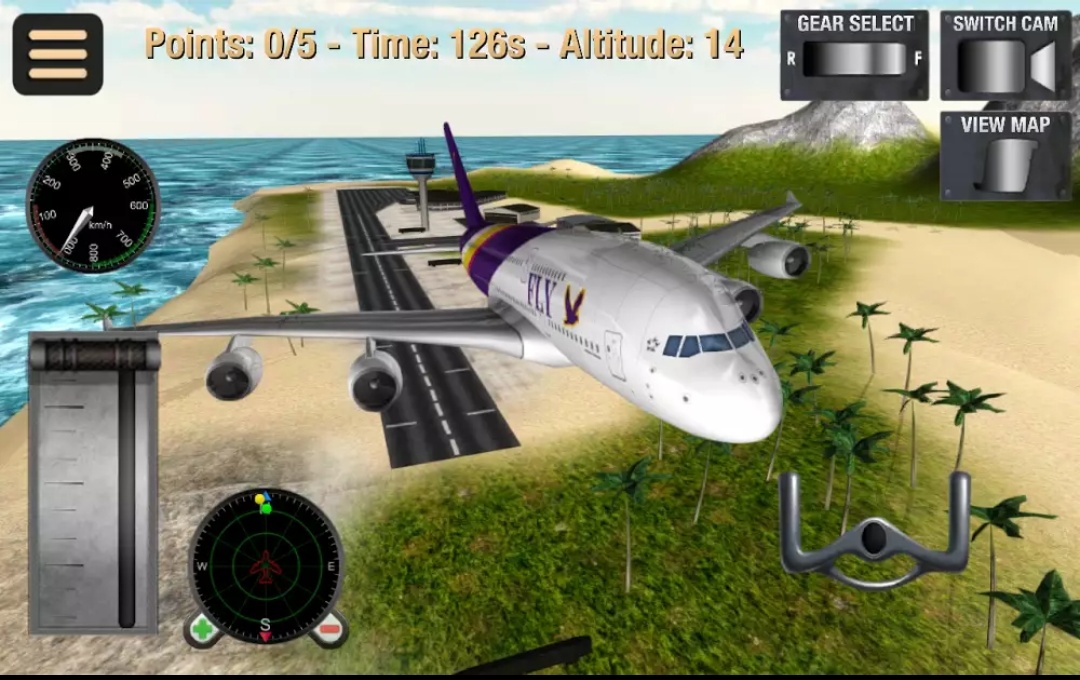 Points: 0/5 - Time: 126s - Altitude: 14
GEAR SELECT
R F
SWITCH CAM
VIEW MAP
400
500
600
700
800
200
100
km/h
FLY
W E
S